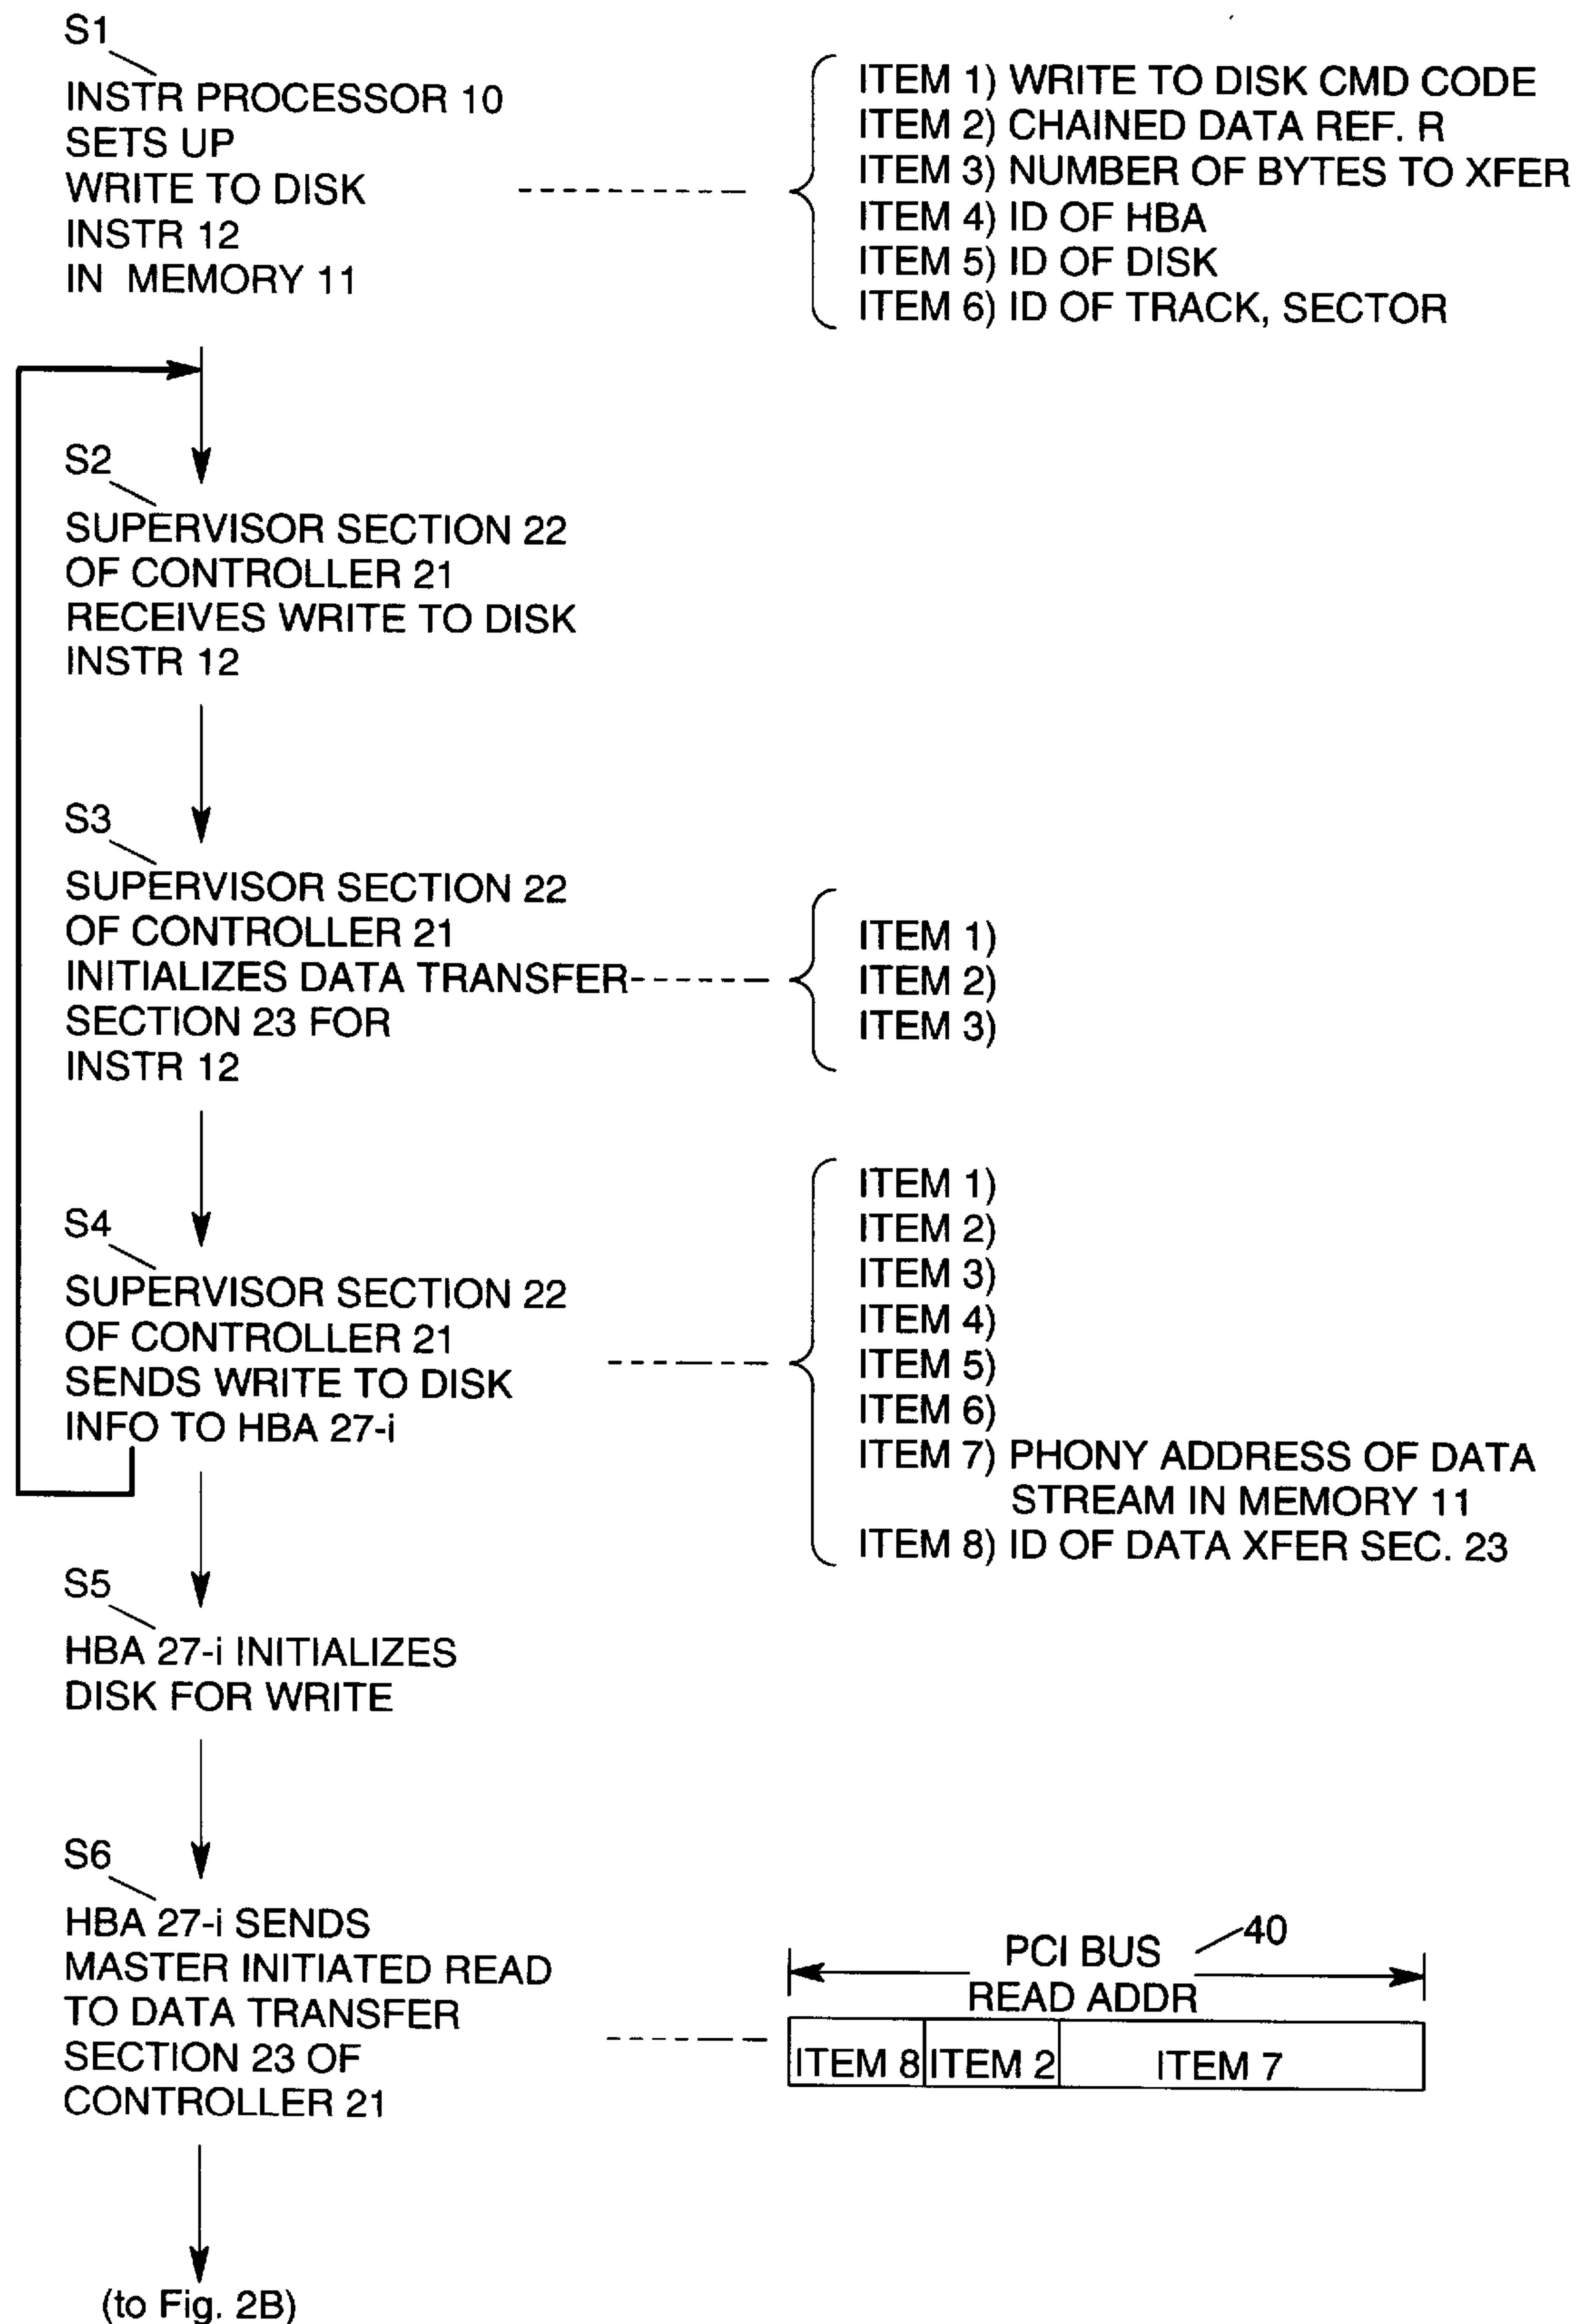 S1
INSTR PROCESSOR 10
SETS UP
WRITE TO DISK
INSTR 12
IN MEMORY 11
ITEM 1) WRITE TO DISK CMD CODE
ITEM 2) CHAINED DATA REF. R
ITEM 3) NUMBER OF BYTES TO XFER
ITEM 4) ID OF HBA
ITEM 5) ID OF DISK
ITEM 6) ID OF TRACK, SECTOR
S2
SUPERVISOR SECTION 22
OF CONTROLLER 21
RECEIVES WRITE TO DISK
INSTR 12
S3
SUPERVISOR SECTION 22
OF CONTROLLER 21
INITIALIZES DATA TRANSFER
SECTION 23 FOR
INSTR 12
ITEM 1)
ITEM 2)
ITEM 3)
S4
SUPERVISOR SECTION 22
OF CONTROLLER 21
SENDS WRITE TO DISK
INFO TO HBA 27-i
ITEM 1)
ITEM 2)
ITEM 3)
ITEM 4)
ITEM 5)
ITEM 6)
ITEM 7) PHONY ADDRESS OF DATA
STREAM IN MEMORY 11
ITEM 8) ID OF DATA XFER SEC. 23
S5
HBA 27-i INITIALIZES
DISK FOR WRITE
S6
HBA 27-i SENDS
MASTER INITIATED READ
TO DATA TRANSFER
SECTION 23 OF
CONTROLLER 21
PCI BUS 40
READ ADDR
ITEM 8 ITEM 2 ITEM 7
(to Fig. 2B)